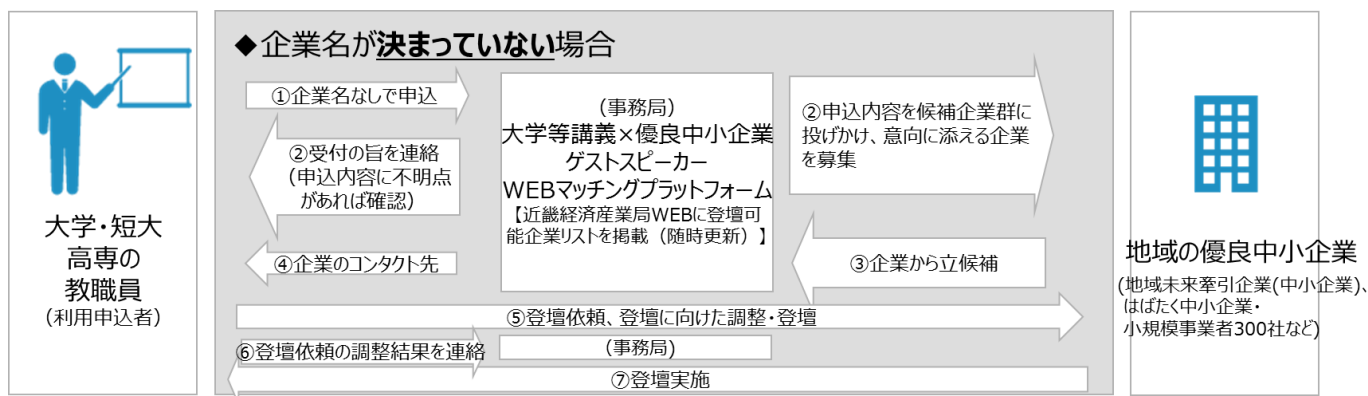 ◆企業名が決まっていない場合
①企業名なしで申込
②受付の旨を連絡
（申込内容に不明点
があれば確認）
④企業のコンタクト先
（事務局）
大学等講義×優良中小企業
ゲストスピーカー
WEBマッチングプラットフォーム
【近畿経済産業局WEBに登壇可
能企業リストを掲載（随時更新）】
②申込内容を候補企業群に
投げかけ、意向に添える企業
を募集
③企業から立候補
⑤登壇依頼、登壇に向けた調整・登壇
⑥登壇依頼の調整結果を連絡
（事務局）
⑦登壇実施
大学・短大
高専の
教職員
（利用申込者）
地域の優良中小企業
(地域未来牽引企業(中小企業)、
はばたく中小企業・
小規模事業者300社など)